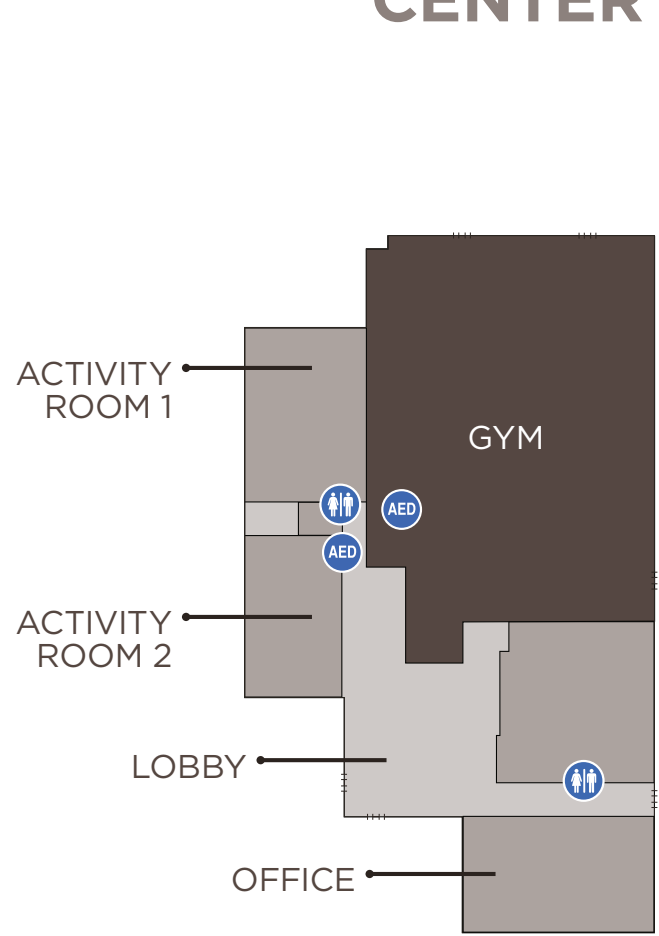 CENTER
ACTIVITY
ROOM 1
GYM
AED
AED
ACTIVITY
ROOM 2
LOBBY
OFFICE